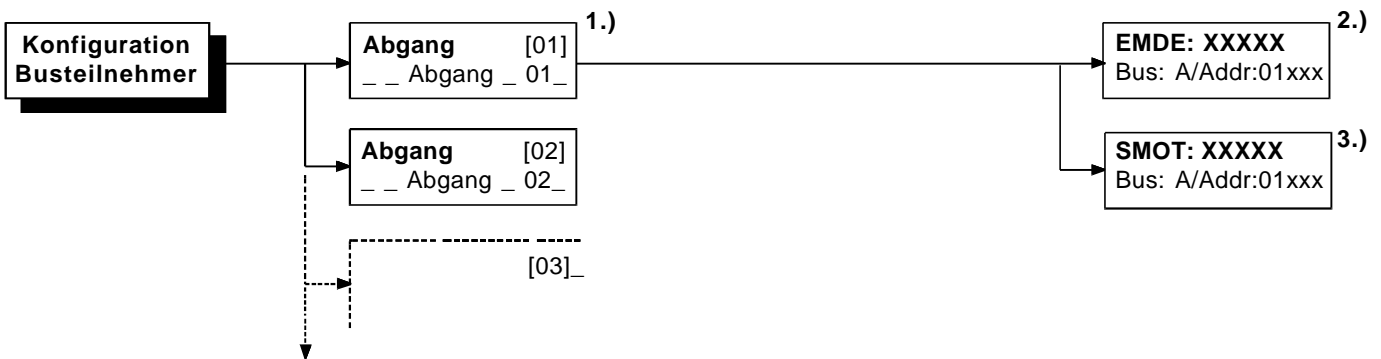 Konfiguration
Busteilnehmer
Abgang [01]
_ _ Abgang _ 01_
1.)
EMDE: XXXXX
Bus: A/Addr:01xxx
2.)
Abgang [02]
_ _ Abgang _ 02_
SMOT: XXXXX
Bus: A/Addr:01xxx
3.)
[03]_